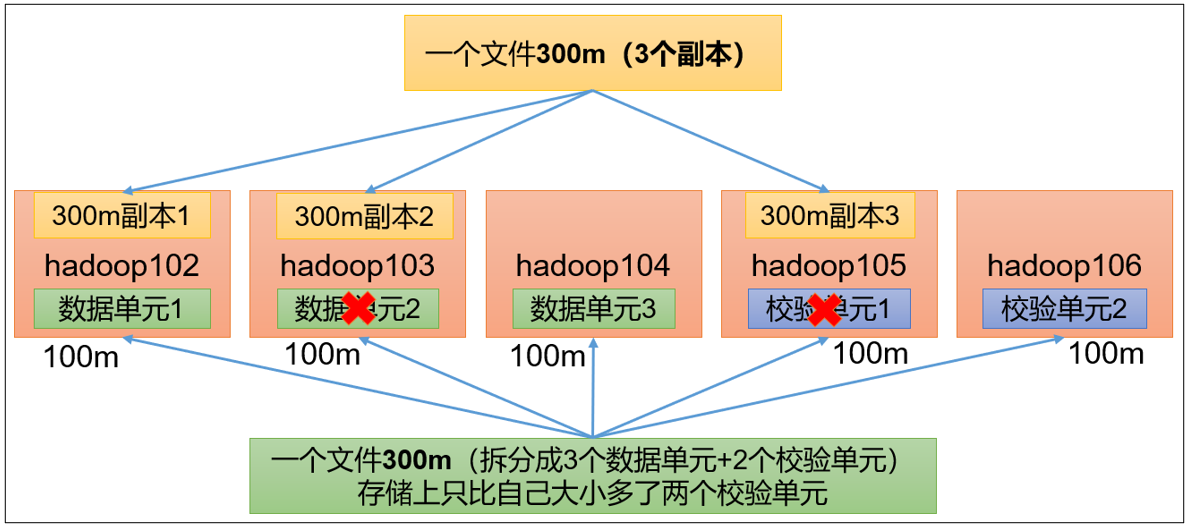 一个文件300m（3个副本）
300m副本1
300m副本2
300m副本3
hadoop102
hadoop103
hadoop104
hadoop105
hadoop106
数据单元1
数据单元2
数据单元3
校验单元1
校验单元2
100m
100m
100m
100m
100m
一个文件300m（拆分成3个数据单元+2个校验单元）
存储上只比自己大小多了两个校验单元